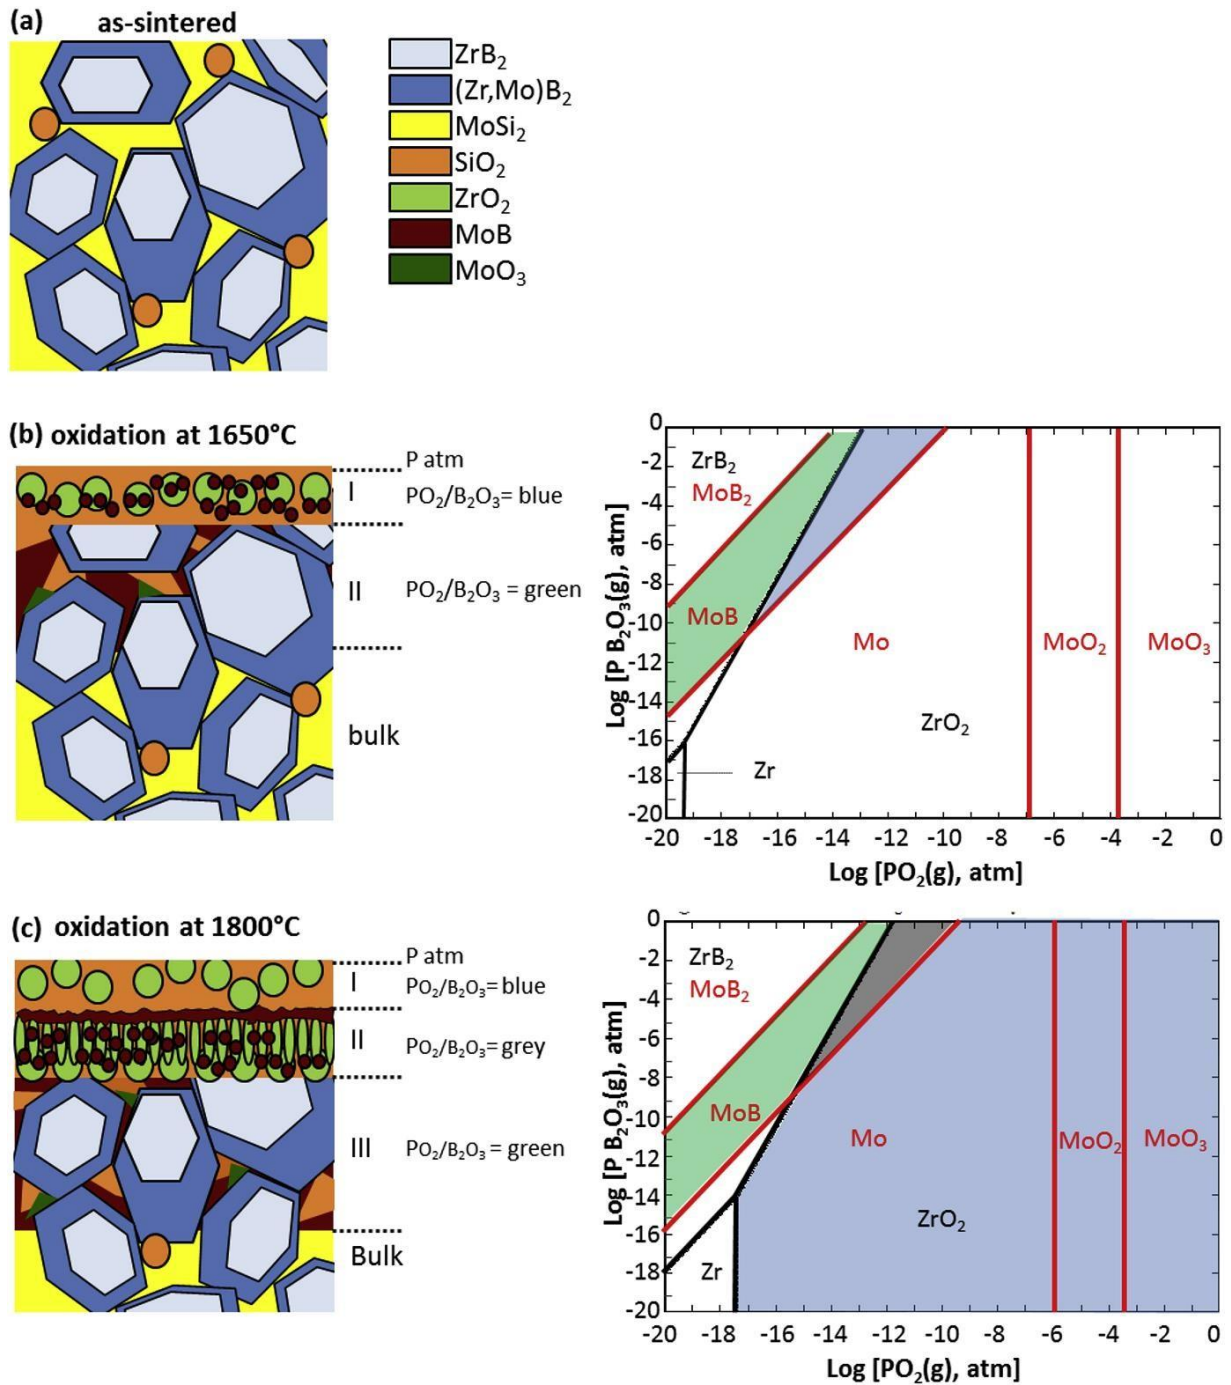 (a) as-sintered
ZrB₂
(Zr,Mo)B₂
MoSi₂
SiO₂
ZrO₂
MoB
MoO₃
(b) oxidation at 1650°C
P atm
I PO₂/B₂O₃= blue
II PO₂/B₂O₃ = green
bulk
Log [P B₂O₃(g), atm]
0
-2
-4
-6
-8
-10
-12
-14
-16
-18
-20
ZrB₂
MoB₂
MoB
Mo
MoO₂
MoO₃
ZrO₂
Zr
-20 -18 -16 -14 -12 -10 -8 -6 -4 -2 0
Log [PO₂(g), atm]
(c) oxidation at 1800°C
P atm
I PO₂/B₂O₃= blue
II PO₂/B₂O₃= grey
III PO₂/B₂O₃ = green
Bulk
Log [P B₂O₃(g), atm]
0
-2
-4
-6
-8
-10
-12
-14
-16
-18
-20
ZrB₂
MoB₂
MoB
Mo
MoO₂
MoO₃
ZrO₂
Zr
-20 -18 -16 -14 -12 -10 -8 -6 -4 -2 0
Log [PO₂(g), atm]